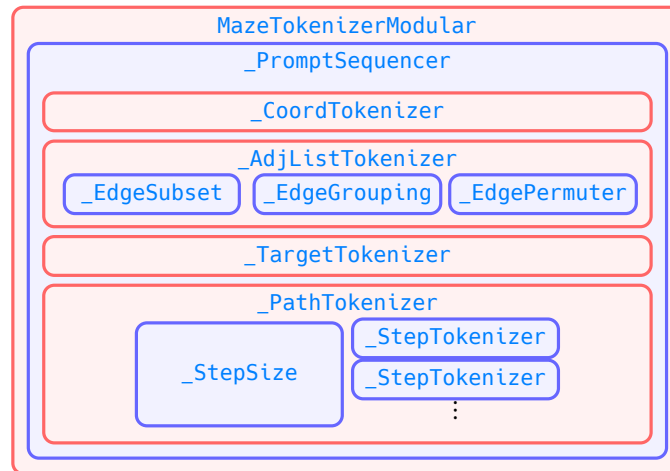 MazeTokenizerModular
_PromptSequencer
_CoordTokenizer
_AdjListTokenizer
_EdgeSubset _EdgeGrouping _EdgePermuter
_TargetTokenizer
_PathTokenizer
_StepSize
_StepTokenizer
_StepTokenizer
⋮